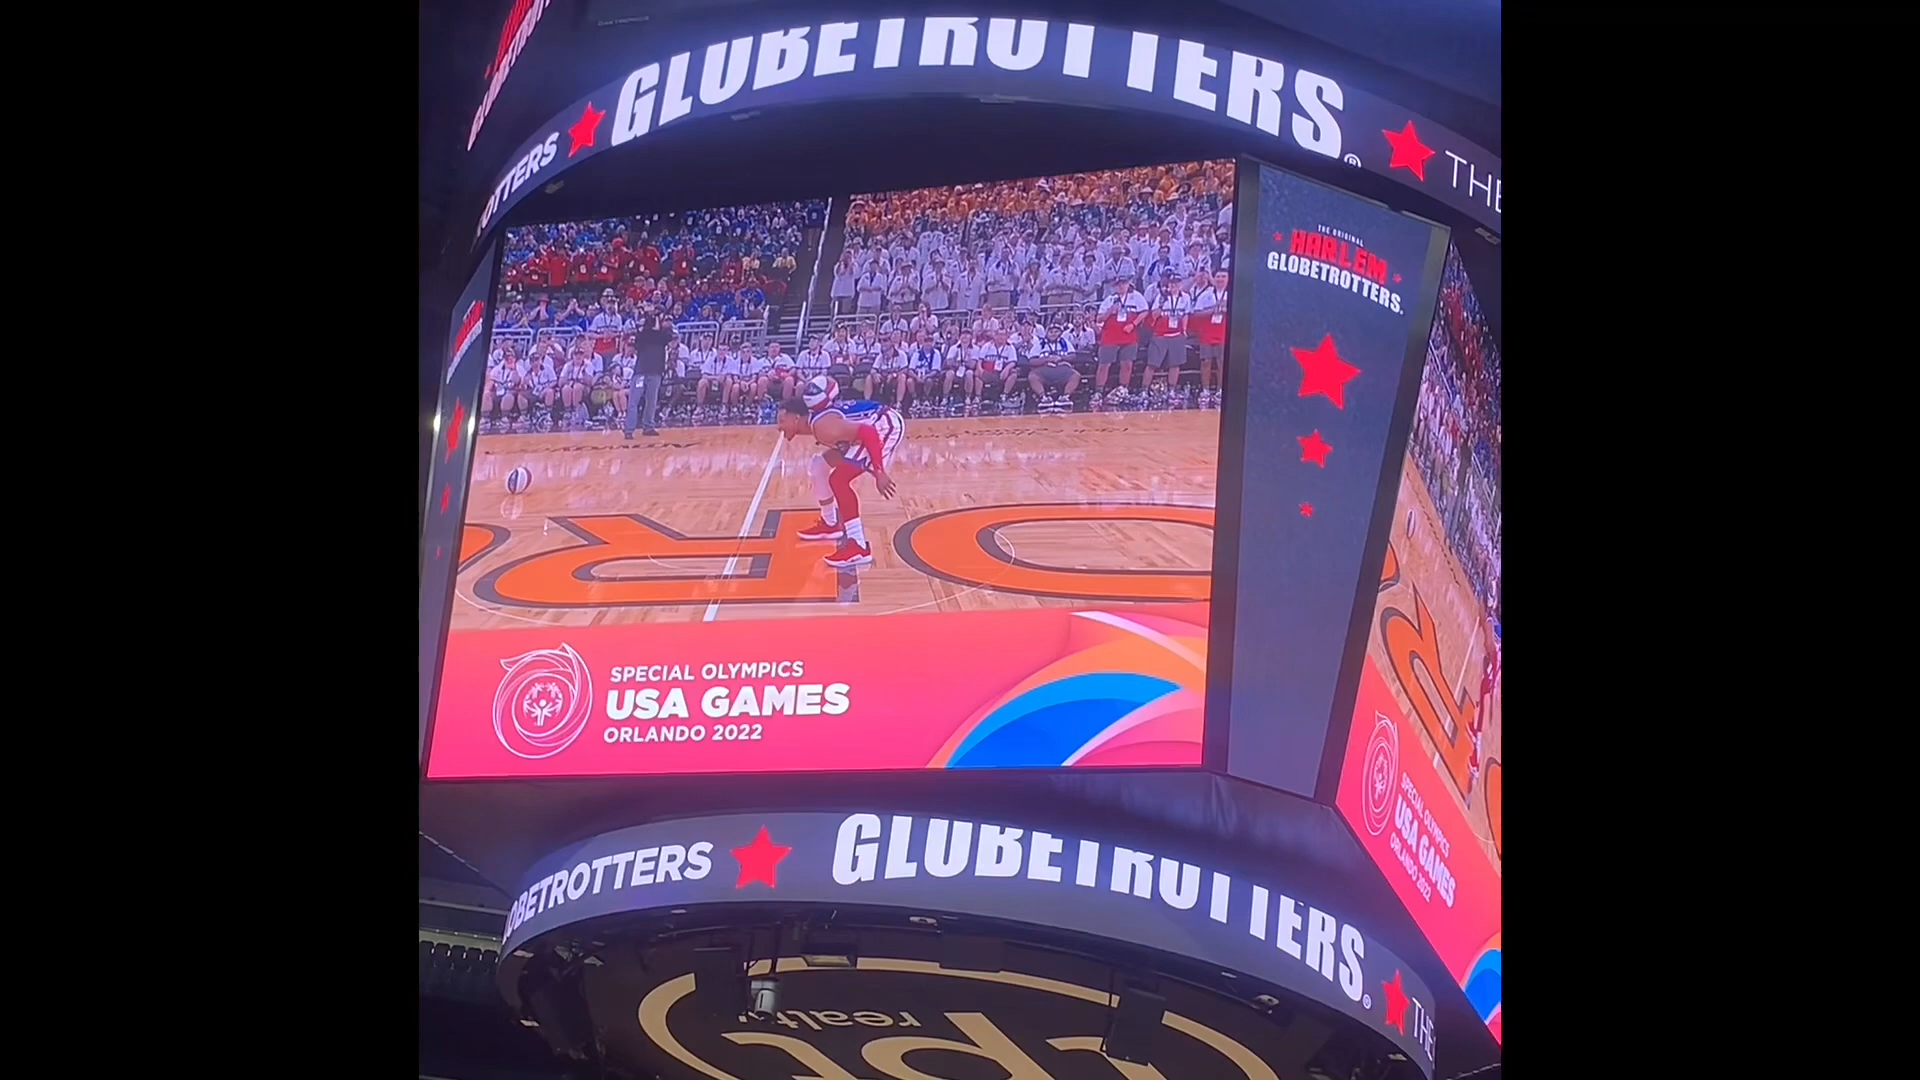 GLOBETROTTERS®
OTTERS
THE
THE ORIGINAL
HARLEM
GLOBETROTTERS
SPECIAL OLYMPICS
USA GAMES
ORLANDO 2022
SPECIAL OLYMPICS
USA GAMES
ORLANDO 2022
OBETROTTERS
GLOBETROTTERS®
THE
realty